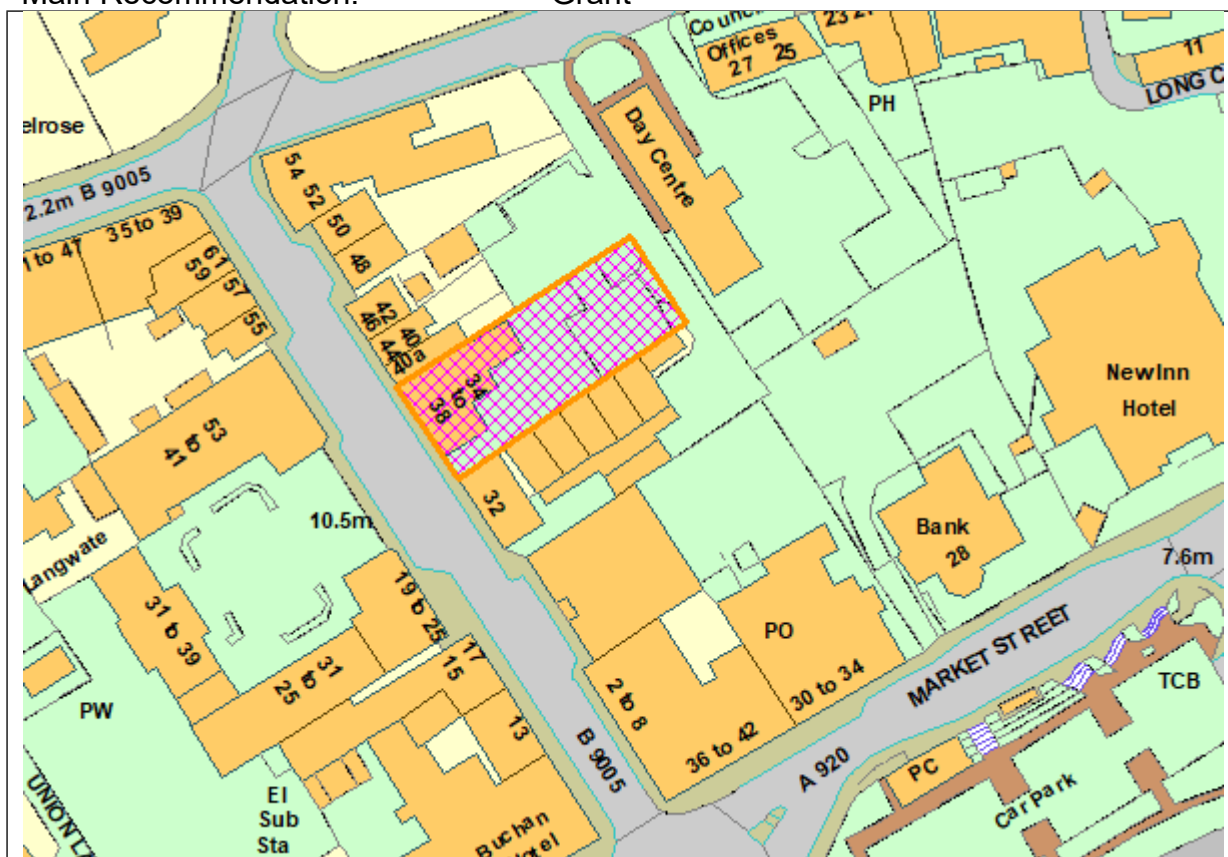 Main Recommendation: Grant
Council
Offices
27 25
23 21
11
LONG C
elrose
54 52
Day Centre
PH
2.2m B 9005
50
48
1 to 47
35 to 39
61
59
57
55
42
46
40a
44
38 to 34
New Inn
Hotel
41 to 53
32
10.5m
Bank
28
7.6m
Langwate
19 to 25
31 to 39
PO
MARKET STREET
TCB
17
15
25 to 31
2 to 8
30 to 34
PW
13
B 9005
36 to 42
A 920
PC
Car Park
UNION LA
El
Sub
Sta
Buchan
Hotel